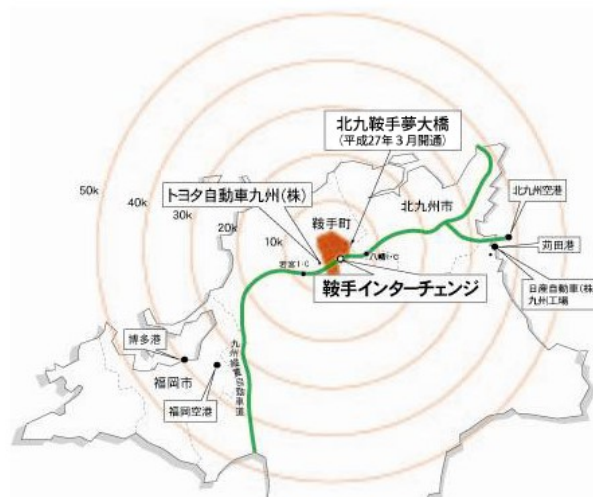 北九鞍手夢大橋
(平成27年3月開通)
50k
トヨタ自動車九州(株)
40k
30k
北九州市
北九州空港
鞍手町
20k
10k
苅田港
若宮I・C
八幡I・C
鞍手インターチェンジ
日産自動車(株)
九州工場
博多港
九州縦貫自動車道
福岡市
福岡空港